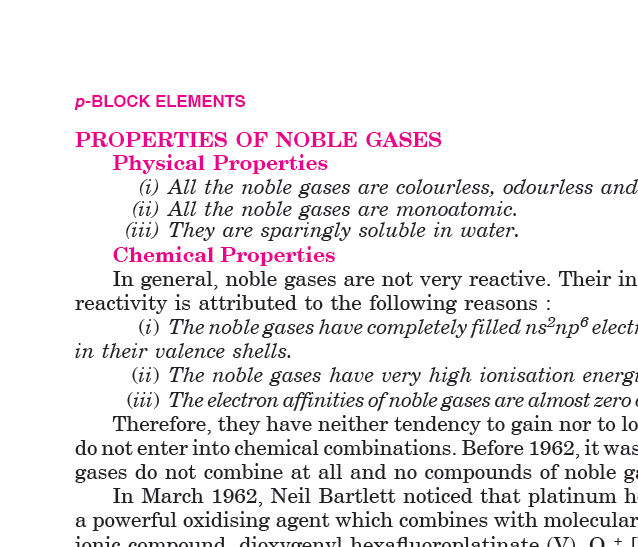 p-BLOCK ELEMENTS
PROPERTIES OF NOBLE GASES
Physical Properties
(i) All the noble gases are colourless, odourless and
(ii) All the noble gases are monoatomic.
(iii) They are sparingly soluble in water.
Chemical Properties
In general, noble gases are not very reactive. Their in
reactivity is attributed to the following reasons :
(i) The noble gases have completely filled ns²np⁶ electr
in their valence shells.
(ii) The noble gases have very high ionisation energi
(iii) The electron affinities of noble gases are almost zero
Therefore, they have neither tendency to gain nor to lo
do not enter into chemical combinations. Before 1962, it was
gases do not combine at all and no compounds of noble ga
In March 1962, Neil Bartlett noticed that platinum he
a powerful oxidising agent which combines with molecular
ionic compound, dioxygenyl hexafluoroplatinate (V), O₂⁺ [